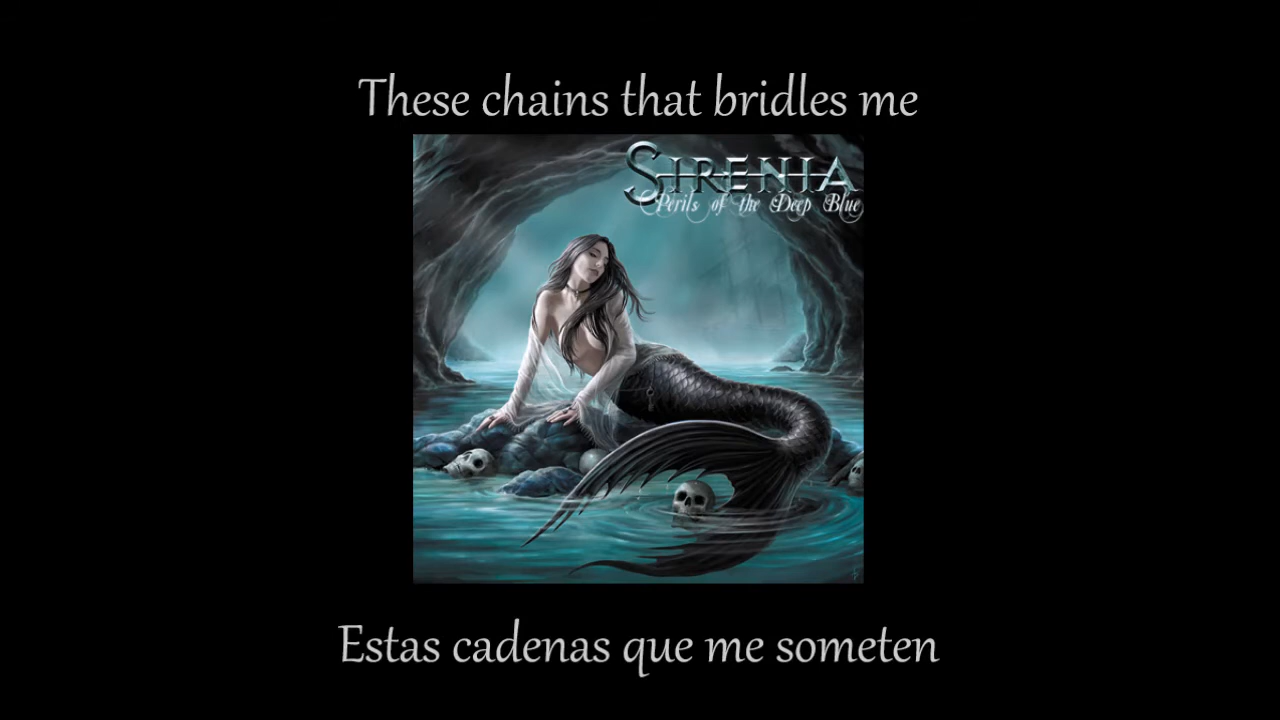 These chains that bridles me
SIRENIA
Perils of the Deep Blue
Estas cadenas que me someten